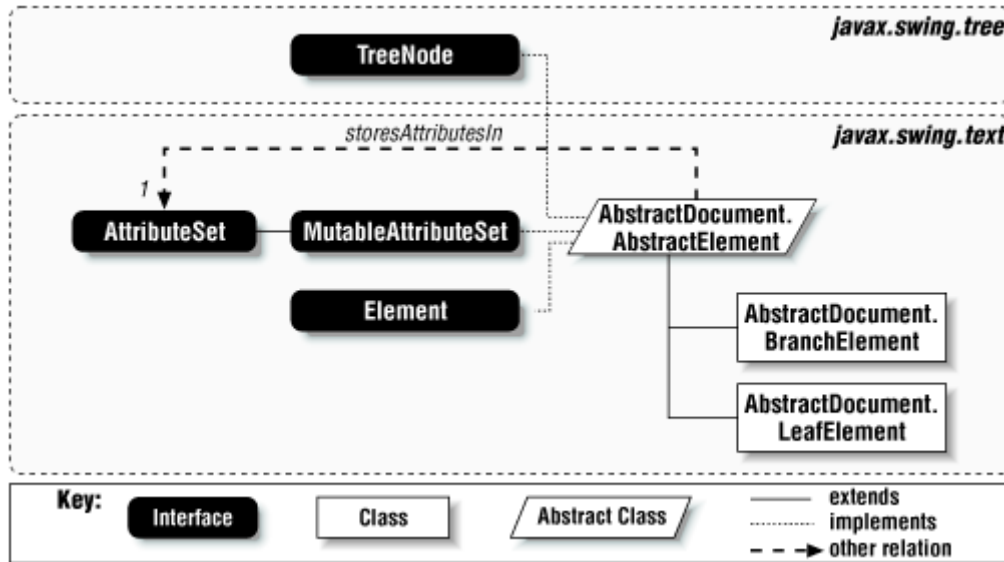 javax.swing.tree
TreeNode
javax.swing.text
storesAttributesIn
1
AttributeSet
MutableAttributeSet
AbstractDocument.
AbstractElement
Element
AbstractDocument.
BranchElement
AbstractDocument.
LeafElement
Key:
Interface
Class
Abstract Class
extends
implements
other relation